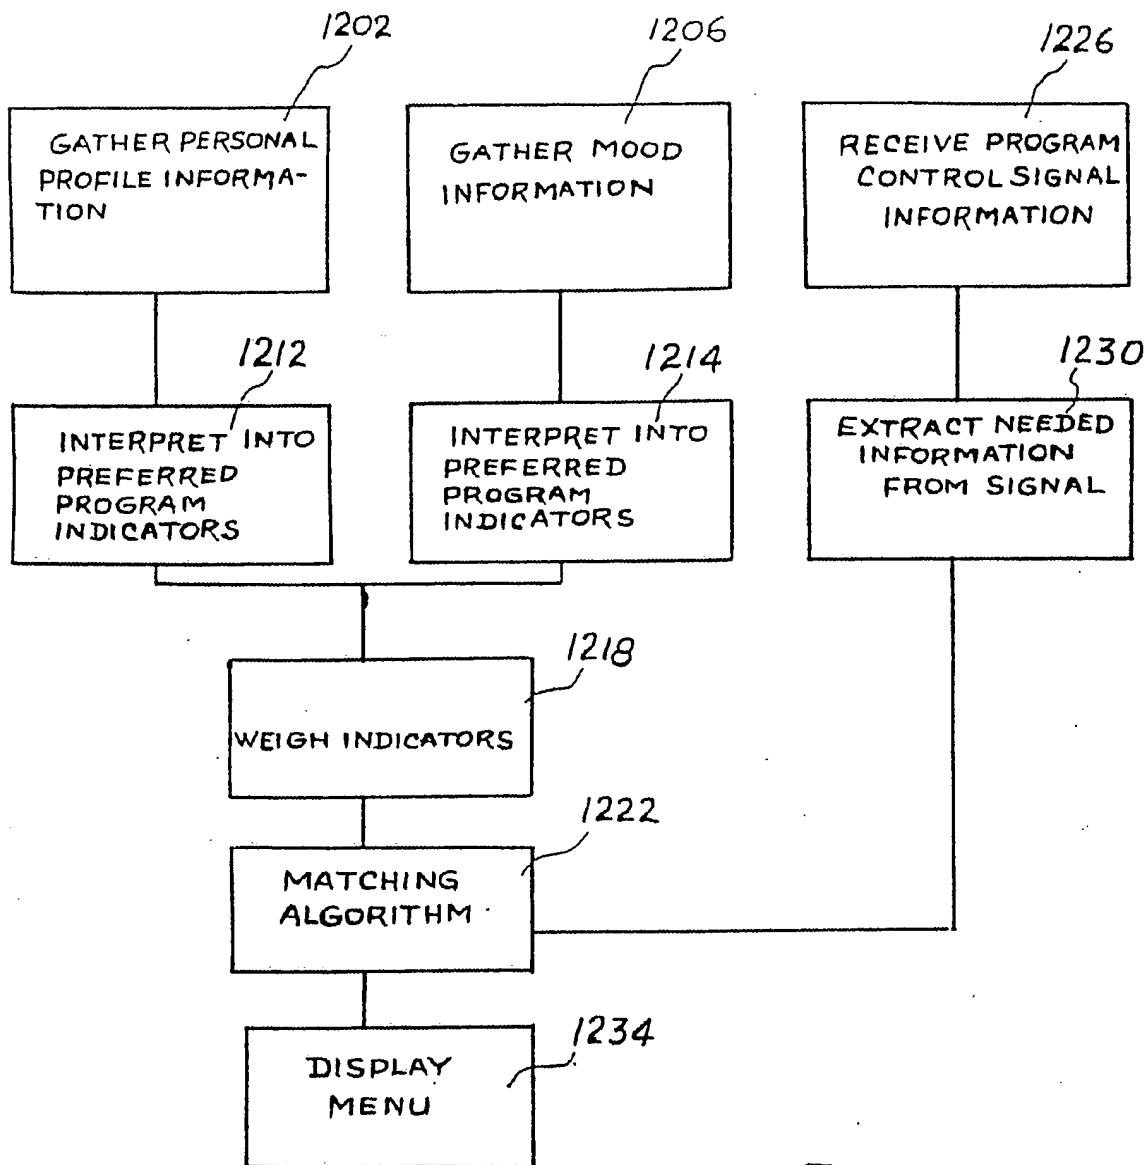 1202
1206
1226
GATHER PERSONAL
PROFILE INFORMA-
TION
GATHER MOOD
INFORMATION
RECEIVE PROGRAM
CONTROL SIGNAL
INFORMATION
1212
1214
1230
INTERPRET INTO
PREFERRED
PROGRAM
INDICATORS
INTERPRET INTO
PREFERRED
PROGRAM
INDICATORS
EXTRACT NEEDED
INFORMATION
FROM SIGNAL
1218
WEIGH INDICATORS
1222
MATCHING
ALGORITHM
1234
DISPLAY
MENU